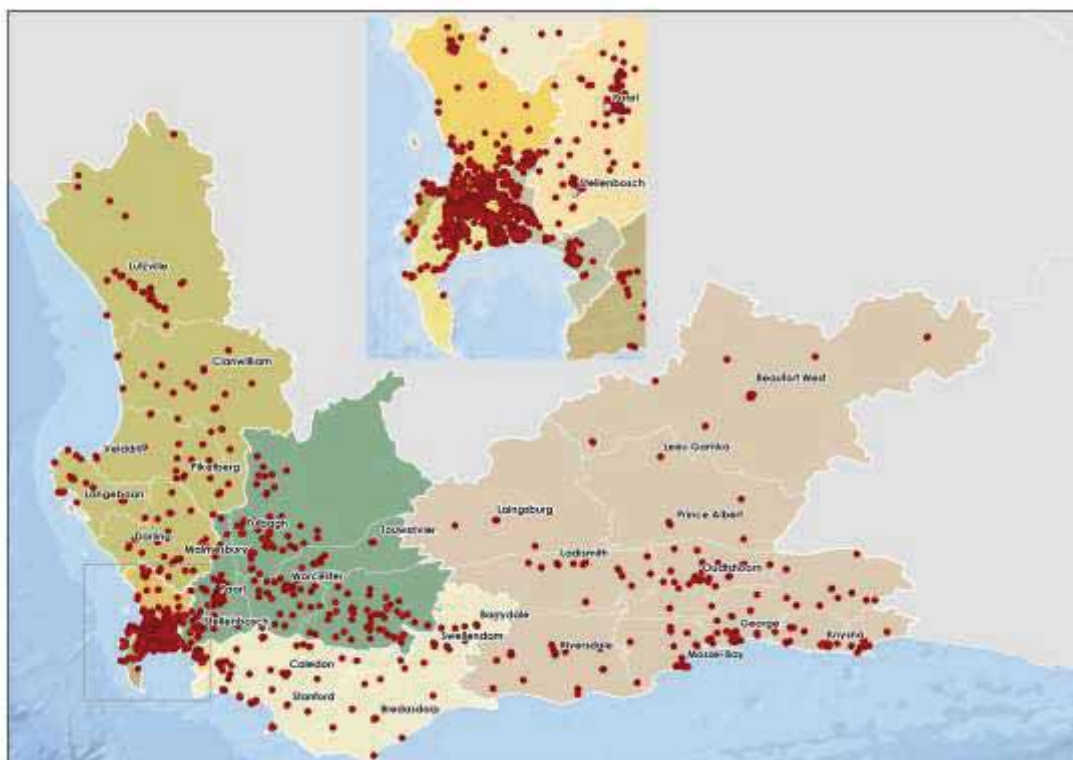 Paarl
Stellenbosch
Lutzville
Clanwilliam
Beaufort West
Velddrif
Leeu Gamka
Piketberg
Langebaan
Laingsburg
Prince Albert
Tulbagh
Touwsrivier
Darling
Malmesbury
Ladismith
Oudtshoorn
Worcester
Paarl
Barrydale
Stellenbosch
George
Swellendam
Knysna
Riversdale
Mossel Bay
Caledon
Stanford
Bredasdorp